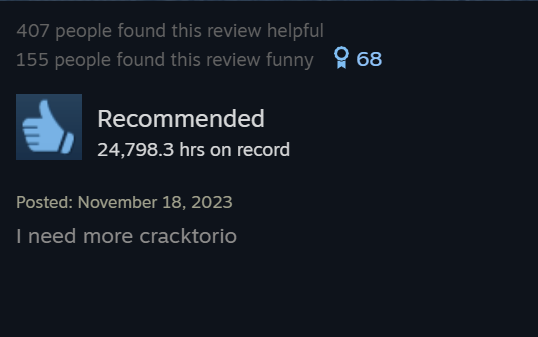 407 people found this review helpful
155 people found this review funny 68
Recommended
24,798.3 hrs on record
Posted: November 18, 2023
I need more cracktorio